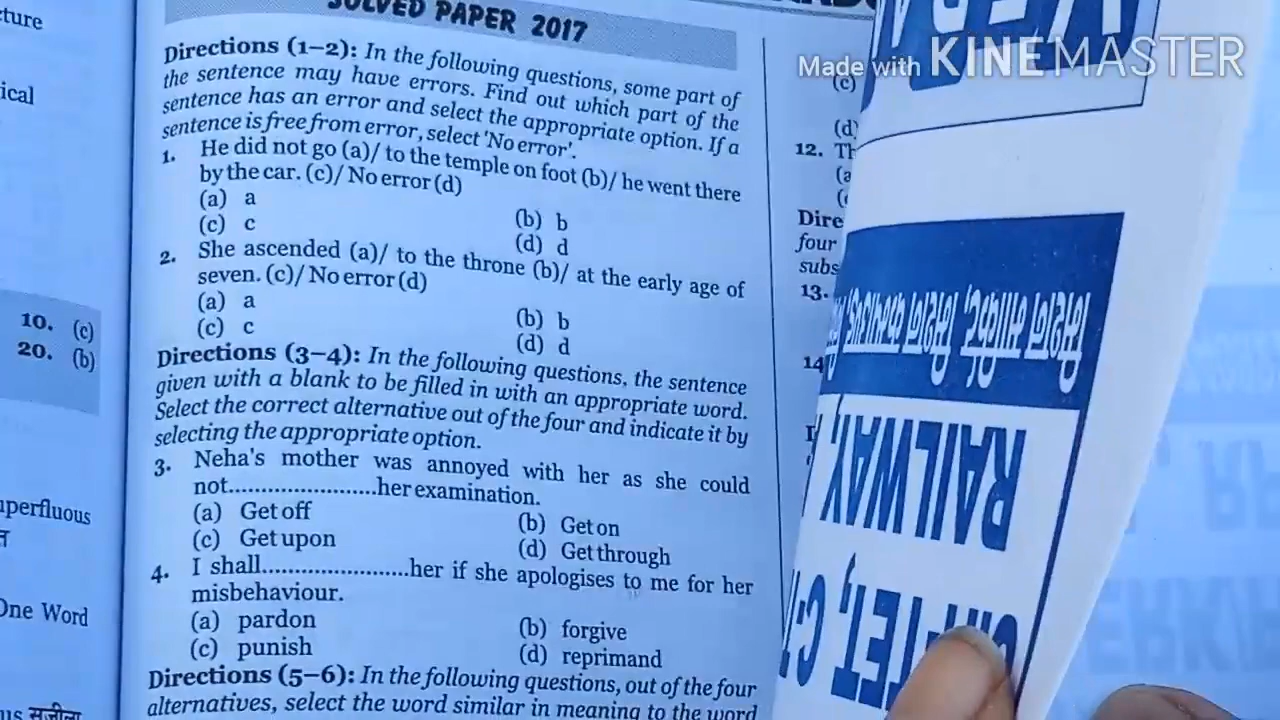 cture
ical
10. (c)
20. (b)
uperfluous
One Word
SOLVED PAPER 2017
Directions (1–2): In the following questions, some part of
the sentence may have errors. Find out which part of the
sentence has an error and select the appropriate option. If a
sentence is free from error, select 'No error'.
1. He did not go (a)/ to the temple on foot (b)/ he went there
by the car. (c)/ No error (d)
(a) a (b) b
(c) c (d) d
2. She ascended (a)/ to the throne (b)/ at the early age of
seven. (c)/ No error (d)
(a) a (b) b
(c) c (d) d
Directions (3–4): In the following questions, the sentence
given with a blank to be filled in with an appropriate word.
Select the correct alternative out of the four and indicate it by
selecting the appropriate option.
3. Neha's mother was annoyed with her as she could
not........................her examination.
(a) Get off (b) Get on
(c) Get upon (d) Get through
4. I shall........................her if she apologises to me for her
misbehaviour.
(a) pardon (b) forgive
(c) punish (d) reprimand
Directions (5–6): In the following questions, out of the four
alternatives, select the word similar in meaning to the word
Made with KINEMASTER
(c)
(d)
12.
Dire
four
subs
13.
14
RAILWAY,
TET,